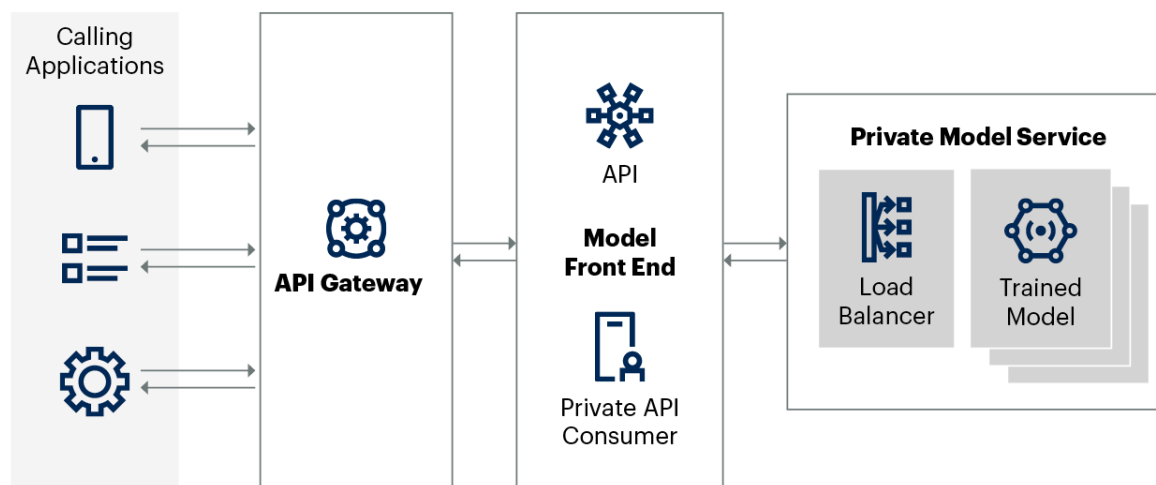 Calling
Applications
API Gateway
API
Model
Front End
Private API
Consumer
Private Model Service
Load
Balancer
Trained
Model